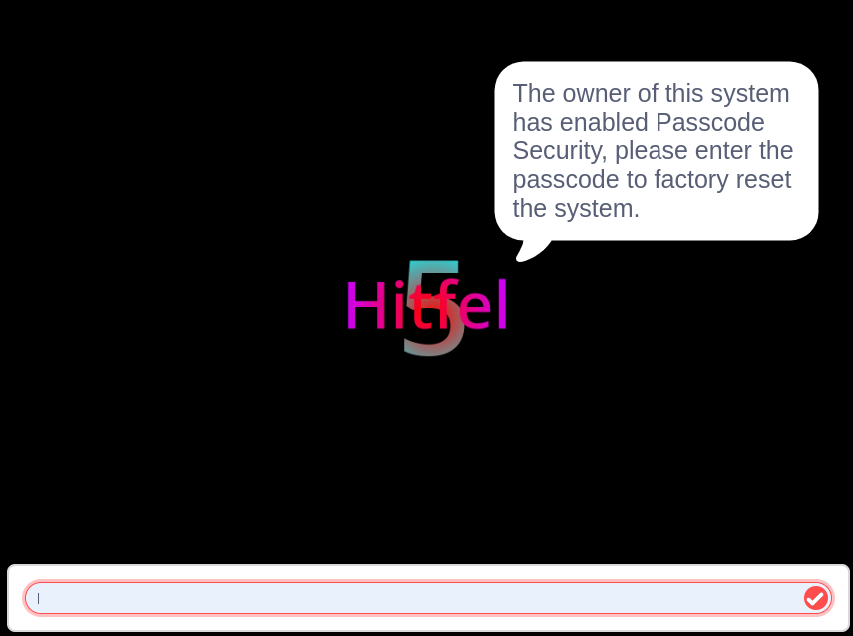 The owner of this system
has enabled Passcode
Security, please enter the
passcode to factory reset
the system.
5
Hitfel